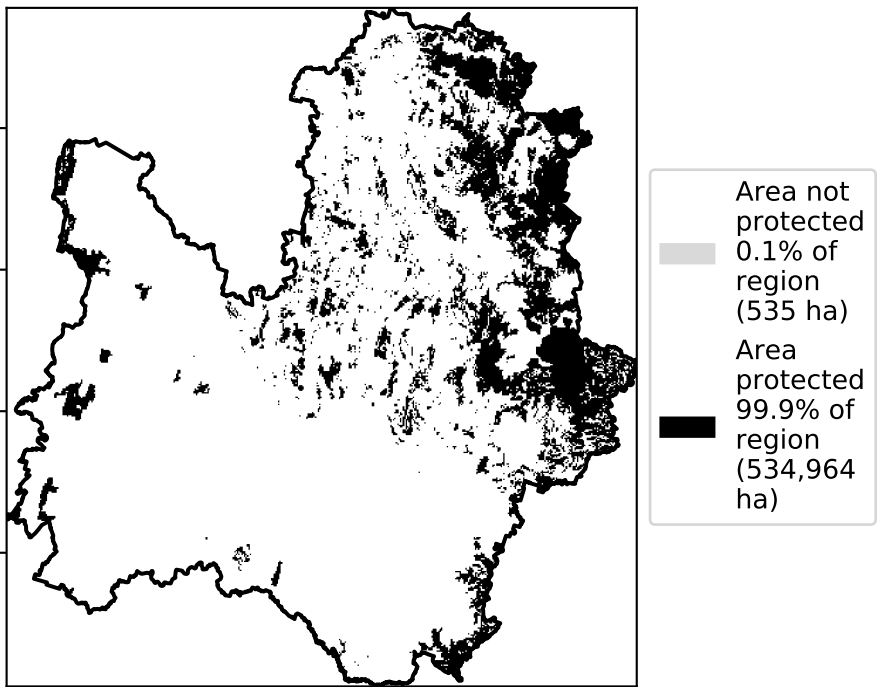 Area not
protected
0.1% of
region
(535 ha)
Area
protected
99.9% of
region
(534,964
ha)